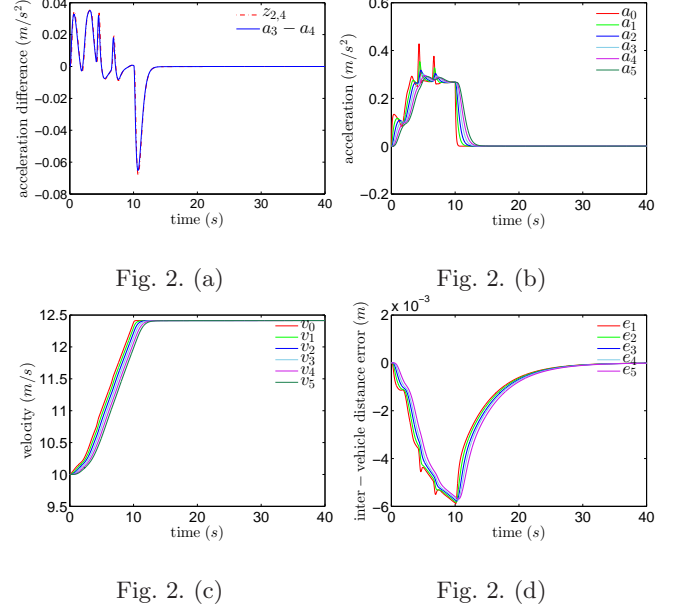 acceleration difference (m/s²)
0.04
0.02
0
−0.02
−0.04
−0.06
−0.08
0 10 20 30 40
time (s)
z₂,₄
a₃ − a₄
Fig. 2. (a)
acceleration (m/s²)
0.6
0.4
0.2
0
−0.2
0 10 20 30 40
time (s)
a₀
a₁
a₂
a₃
a₄
a₅
Fig. 2. (b)
velocity (m/s)
12.5
12
11.5
11
10.5
10
9.5
0 10 20 30 40
time (s)
v₀
v₁
v₂
v₃
v₄
v₅
Fig. 2. (c)
inter − vehicle distance error (m)
x 10⁻³
2
0
−2
−4
−6
0 10 20 30 40
time (s)
e₁
e₂
e₃
e₄
e₅
Fig. 2. (d)